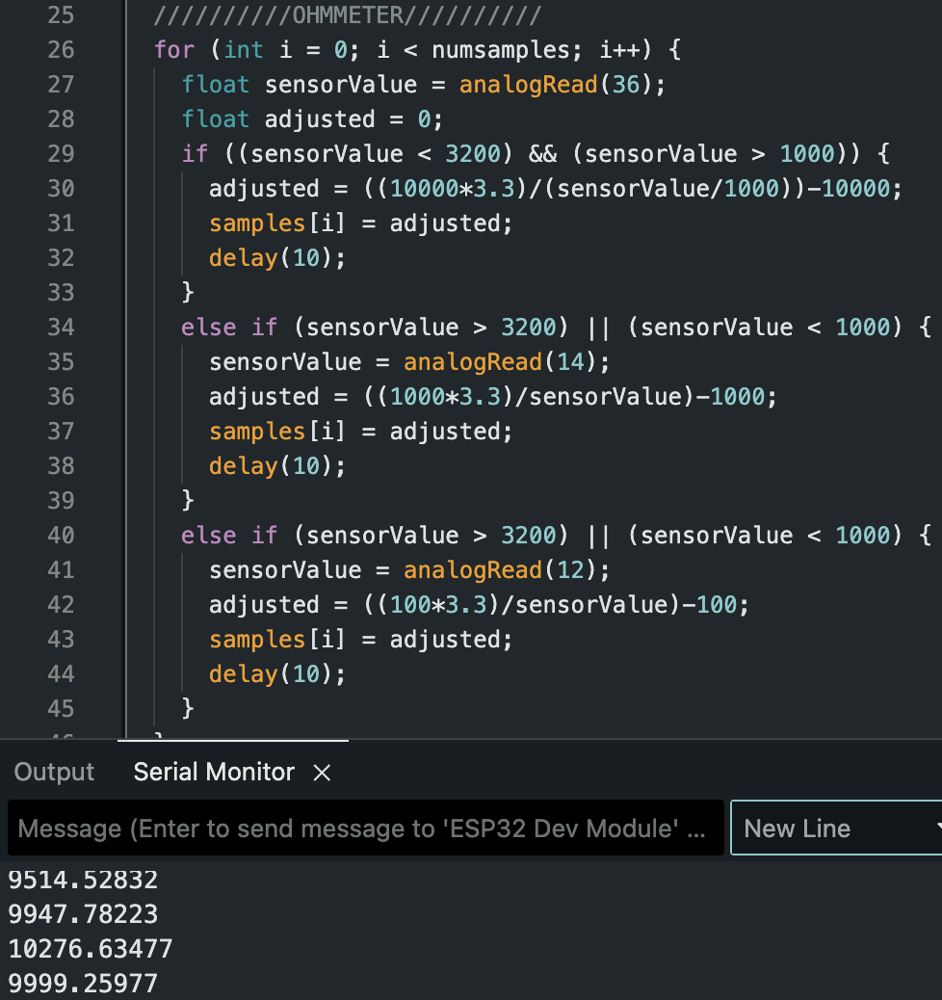 25 //////////OHMMETER//////////
26 for (int i = 0; i < numsamples; i++) {
27 float sensorValue = analogRead(36);
28 float adjusted = 0;
29 if ((sensorValue < 3200) && (sensorValue > 1000)) {
30 adjusted = ((10000*3.3)/(sensorValue/1000))-10000;
31 samples[i] = adjusted;
32 delay(10);
33 }
34 else if (sensorValue > 3200) || (sensorValue < 1000) {
35 sensorValue = analogRead(14);
36 adjusted = ((1000*3.3)/sensorValue)-1000;
37 samples[i] = adjusted;
38 delay(10);
39 }
40 else if (sensorValue > 3200) || (sensorValue < 1000) {
41 sensorValue = analogRead(12);
42 adjusted = ((100*3.3)/sensorValue)-100;
43 samples[i] = adjusted;
44 delay(10);
45 }
Output Serial Monitor ×
Message (Enter to send message to 'ESP32 Dev Module' ... New Line
9514.52832
9947.78223
10276.63477
9999.25977